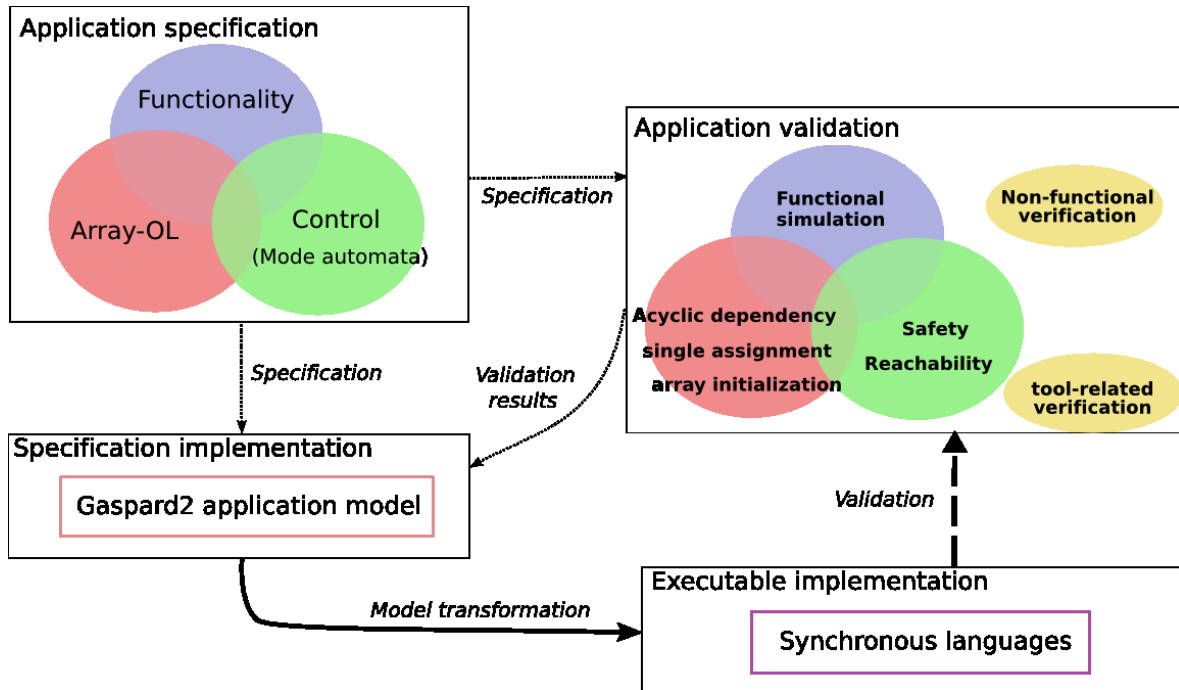 Application specification
Functionality
Array-OL
Control
(Mode automata)
Specification
Application validation
Functional
simulation
Non-functional
verification
Acyclic dependency
single assignment
array initialization
Safety
Reachability
tool-related
verification
Specification
Validation
results
Specification implementation
Gaspard2 application model
Validation
Model transformation
Executable implementation
Synchronous languages